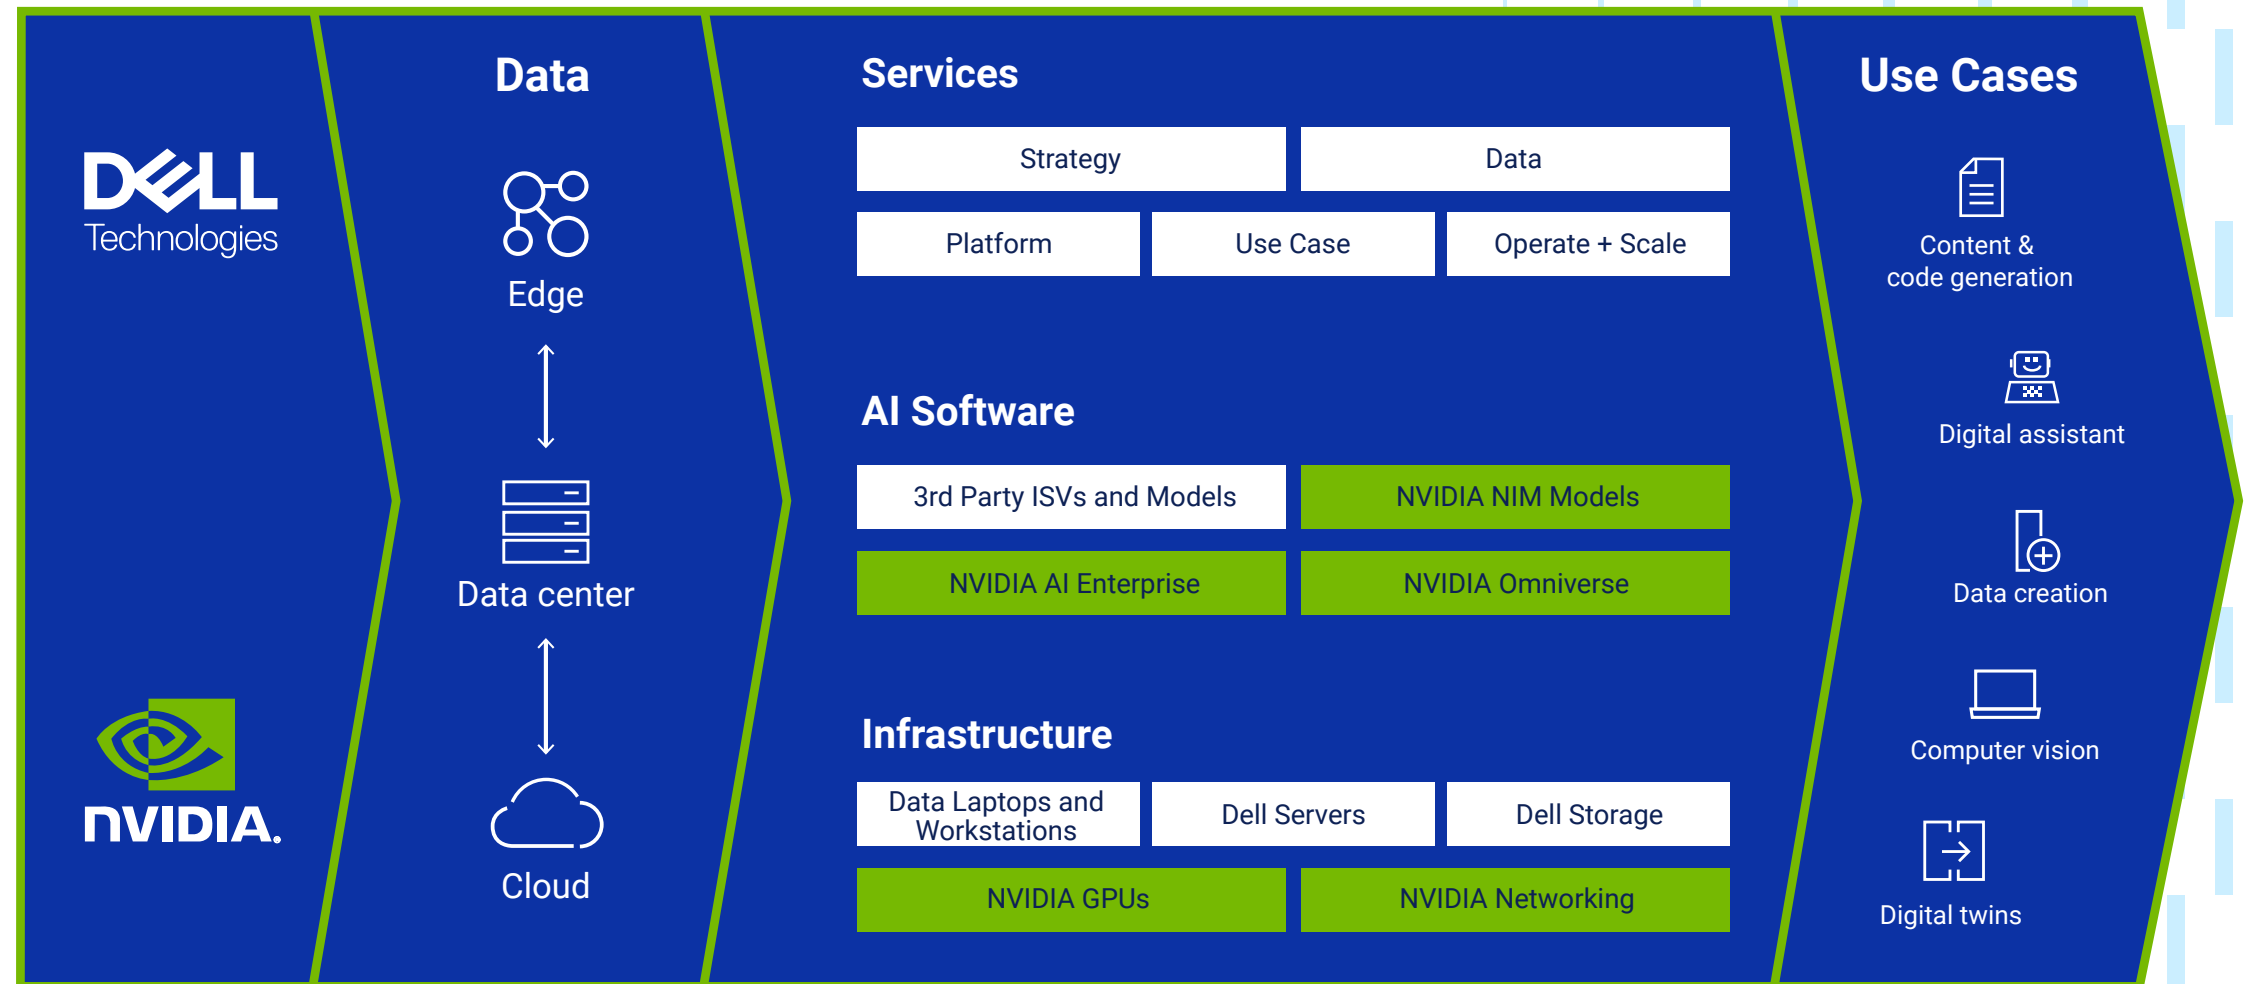 DELL
Technologies
NVIDIA.
Data
Edge
Data center
Cloud
Services
Strategy
Data
Platform
Use Case
Operate + Scale
AI Software
3rd Party ISVs and Models
NVIDIA NIM Models
NVIDIA AI Enterprise
NVIDIA Omniverse
Infrastructure
Data Laptops and
Workstations
Dell Servers
Dell Storage
NVIDIA GPUs
NVIDIA Networking
Use Cases
Content &
code generation
Digital assistant
Data creation
Computer vision
Digital twins